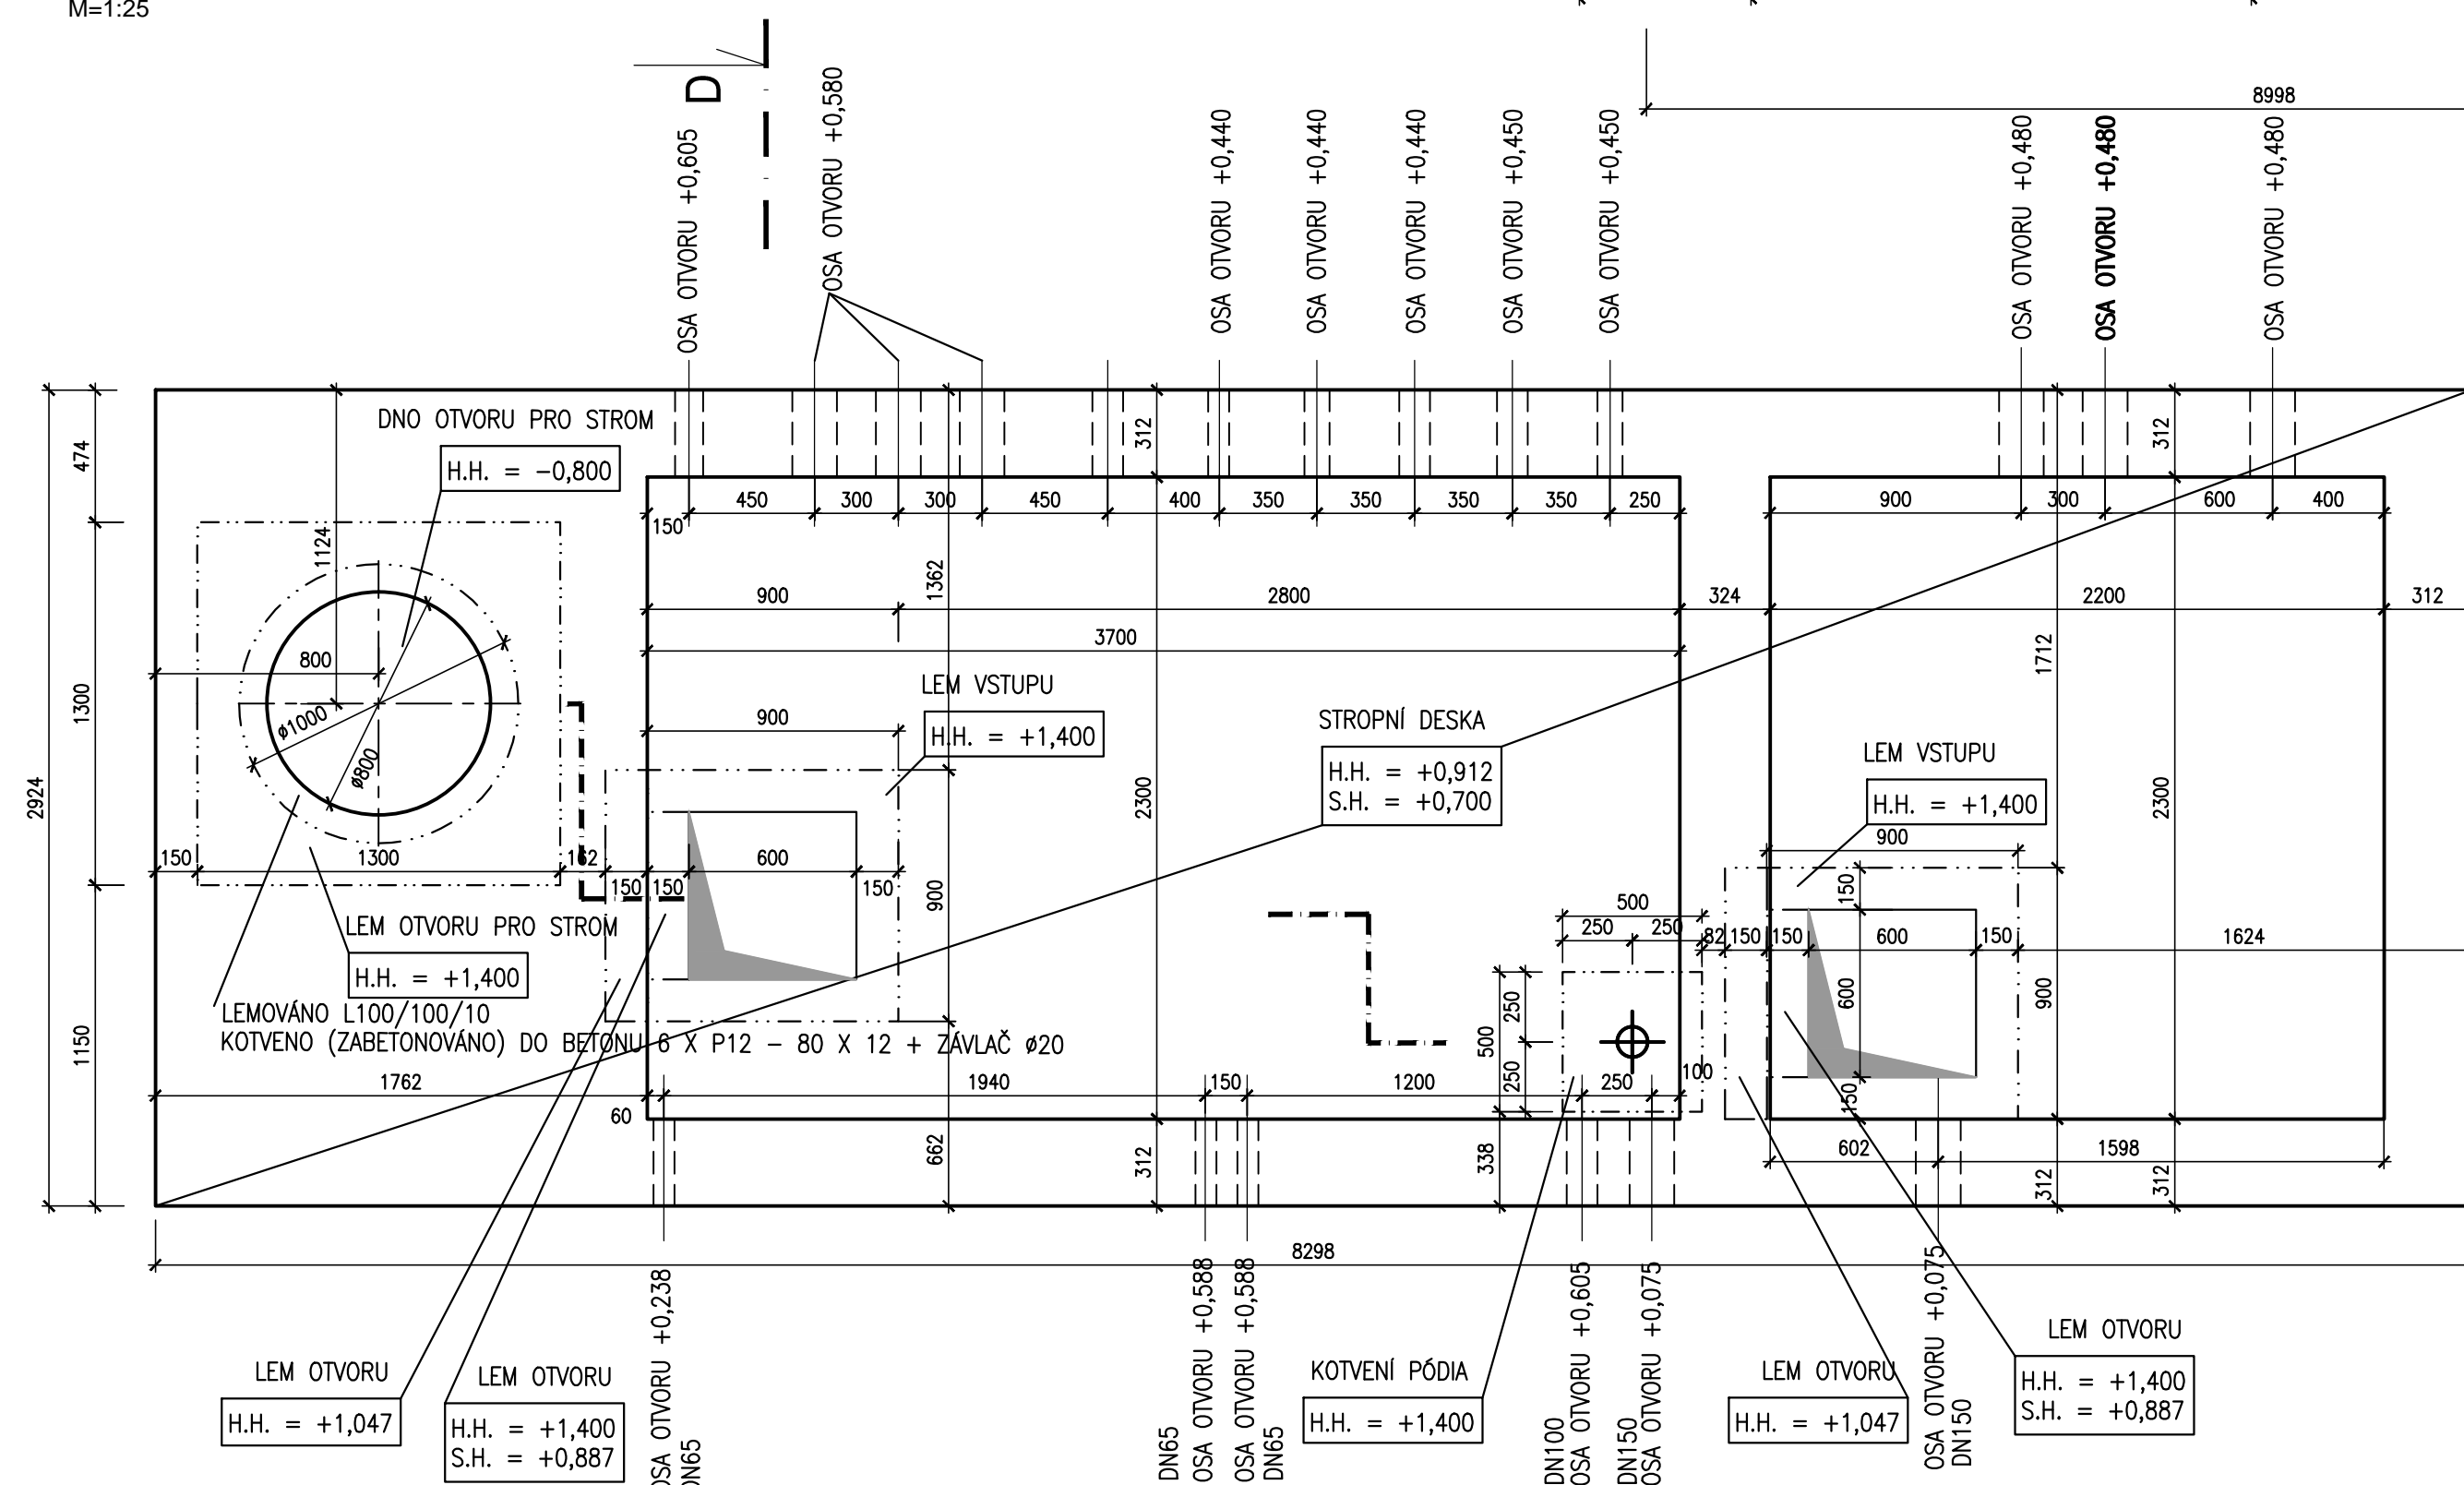 M=1:25
D
8998
OSA OTVORU +0,605
OSA OTVORU +0,580
OSA OTVORU +0,440
OSA OTVORU +0,440
OSA OTVORU +0,440
OSA OTVORU +0,450
OSA OTVORU +0,450
OSA OTVORU +0,480
OSA OTVORU +0,480
OSA OTVORU +0,480
DNO OTVORU PRO STROM
H.H. = -0,800
474
1300
1150
2924
1124
800
ø1000
ø800
312
312
150
450
300
300
450
400
350
350
350
350
250
900
300
600
400
1362
900
2800
324
2200
312
3700
1712
LEM VSTUPU
H.H. = +1,400
900
STROPNÍ DESKA
H.H. = +0,912
S.H. = +0,700
LEM VSTUPU
H.H. = +1,400
900
2300
2300
150
1300
162
600
150
150
150
900
LEM OTVORU PRO STROM
H.H. = +1,400
LEMOVÁNO L100/100/10
KOTVENO (ZABETONOVÁNO) DO BETONU 6 X P12 - 80 X 12 + ZÁVLAČ ø20
500
250
250
82
150
150
600
150
1624
150
600
150
900
250
500
250
1762
1940
150
1200
250
100
60
662
312
338
602
1598
312
312
8298
LEM OTVORU
H.H. = +1,047
LEM OTVORU
H.H. = +1,400
S.H. = +0,887
OSA OTVORU +0,238
DN65
DN65
OSA OTVORU +0,588
OSA OTVORU +0,588
DN65
KOTVENÍ PÓDIA
H.H. = +1,400
DN100
OSA OTVORU +0,605
DN150
OSA OTVORU +0,075
LEM OTVORU
H.H. = +1,047
OSA OTVORU +0,075
DN150
LEM OTVORU
H.H. = +1,400
S.H. = +0,887